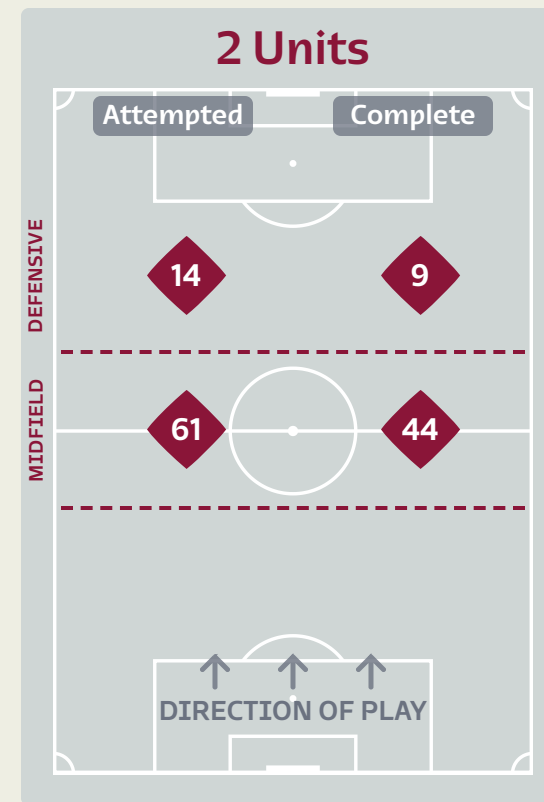 2 Units
Attempted Complete
DEFENSIVE
14 9
MIDFIELD
61 44
DIRECTION OF PLAY